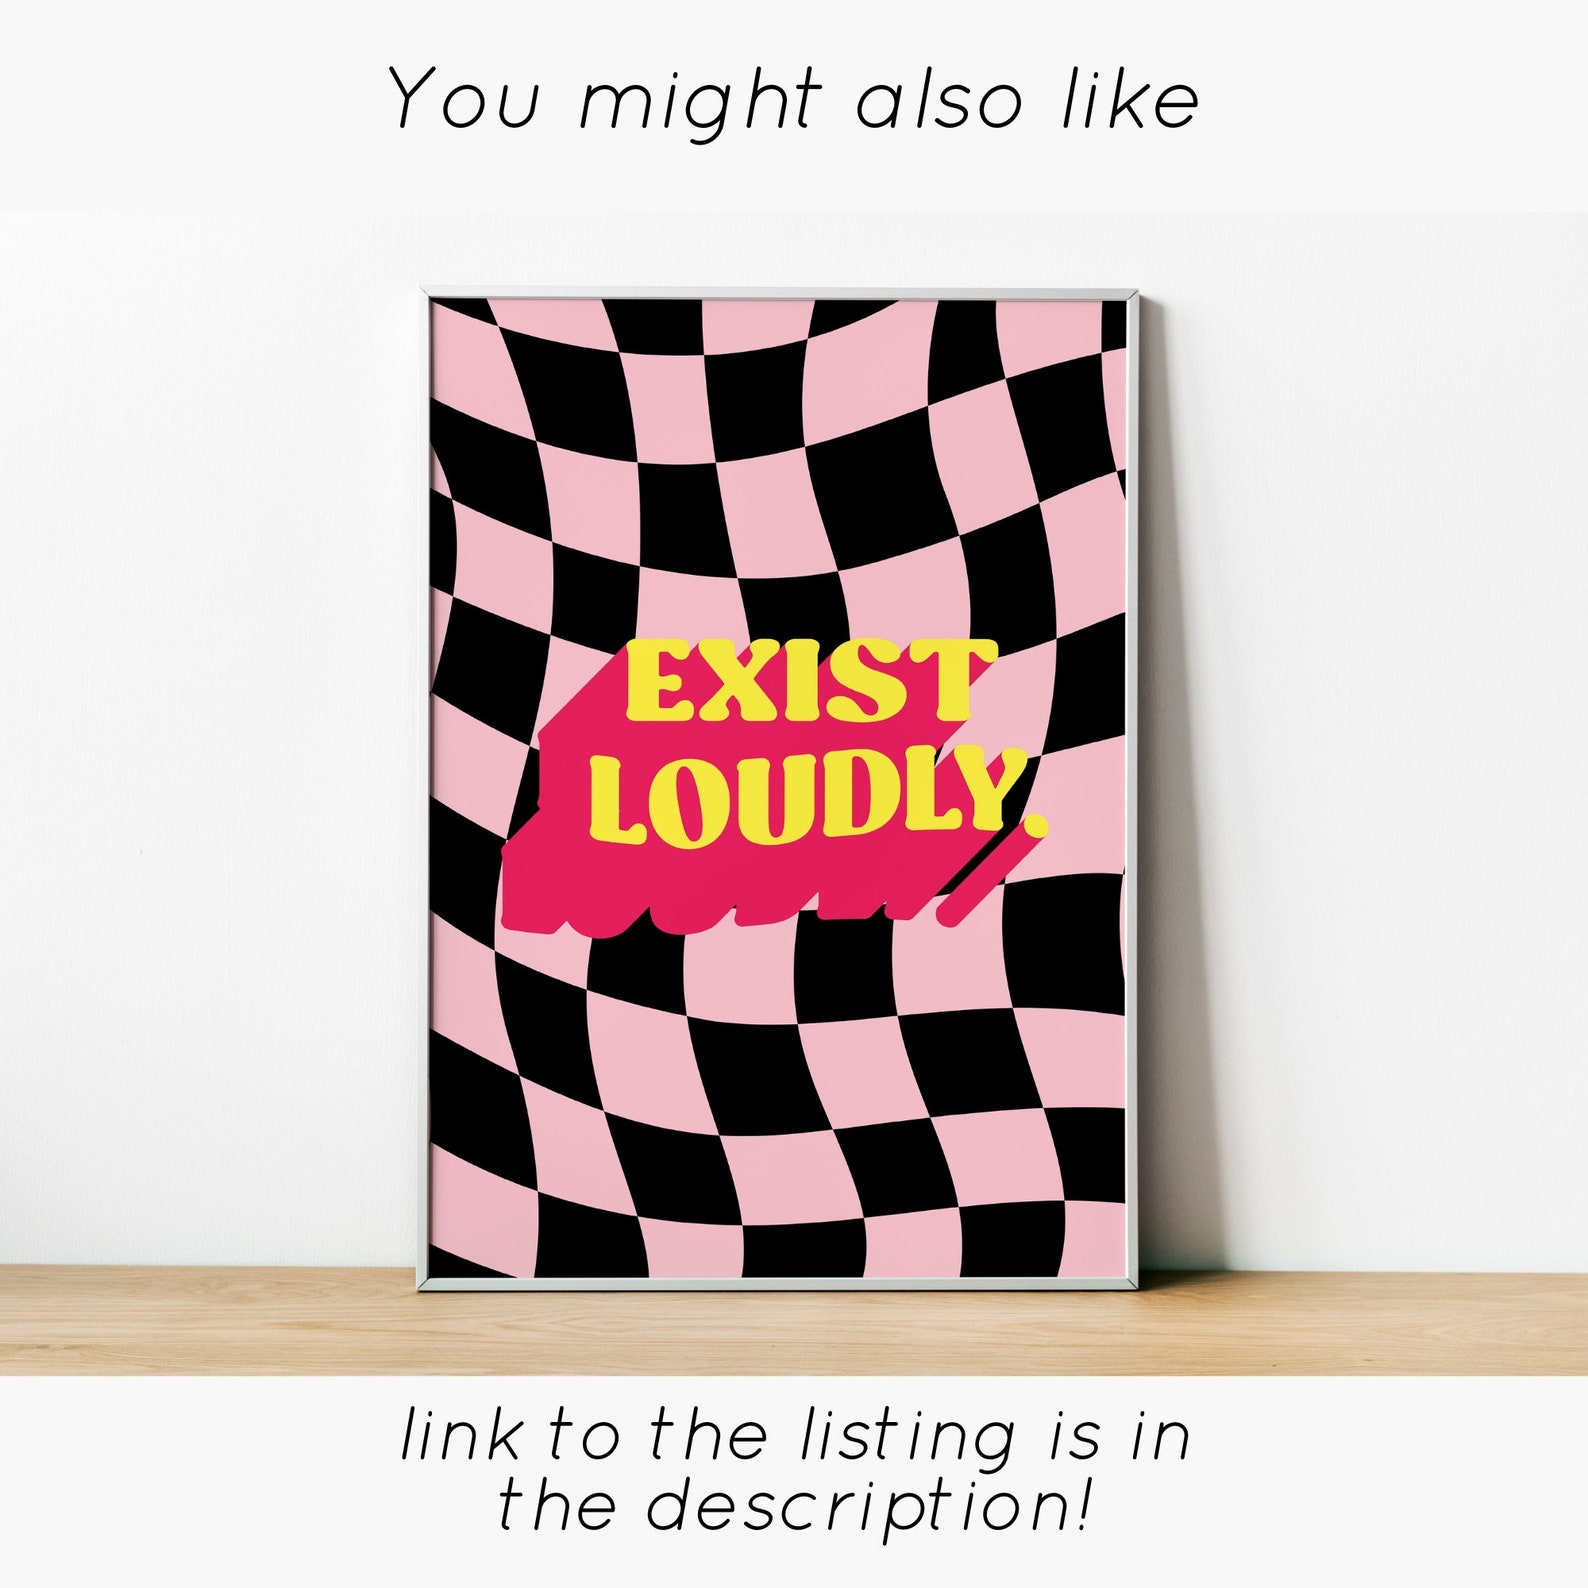 You might also like
EXIST
LOUDLY.
link to the listing is in
the description!